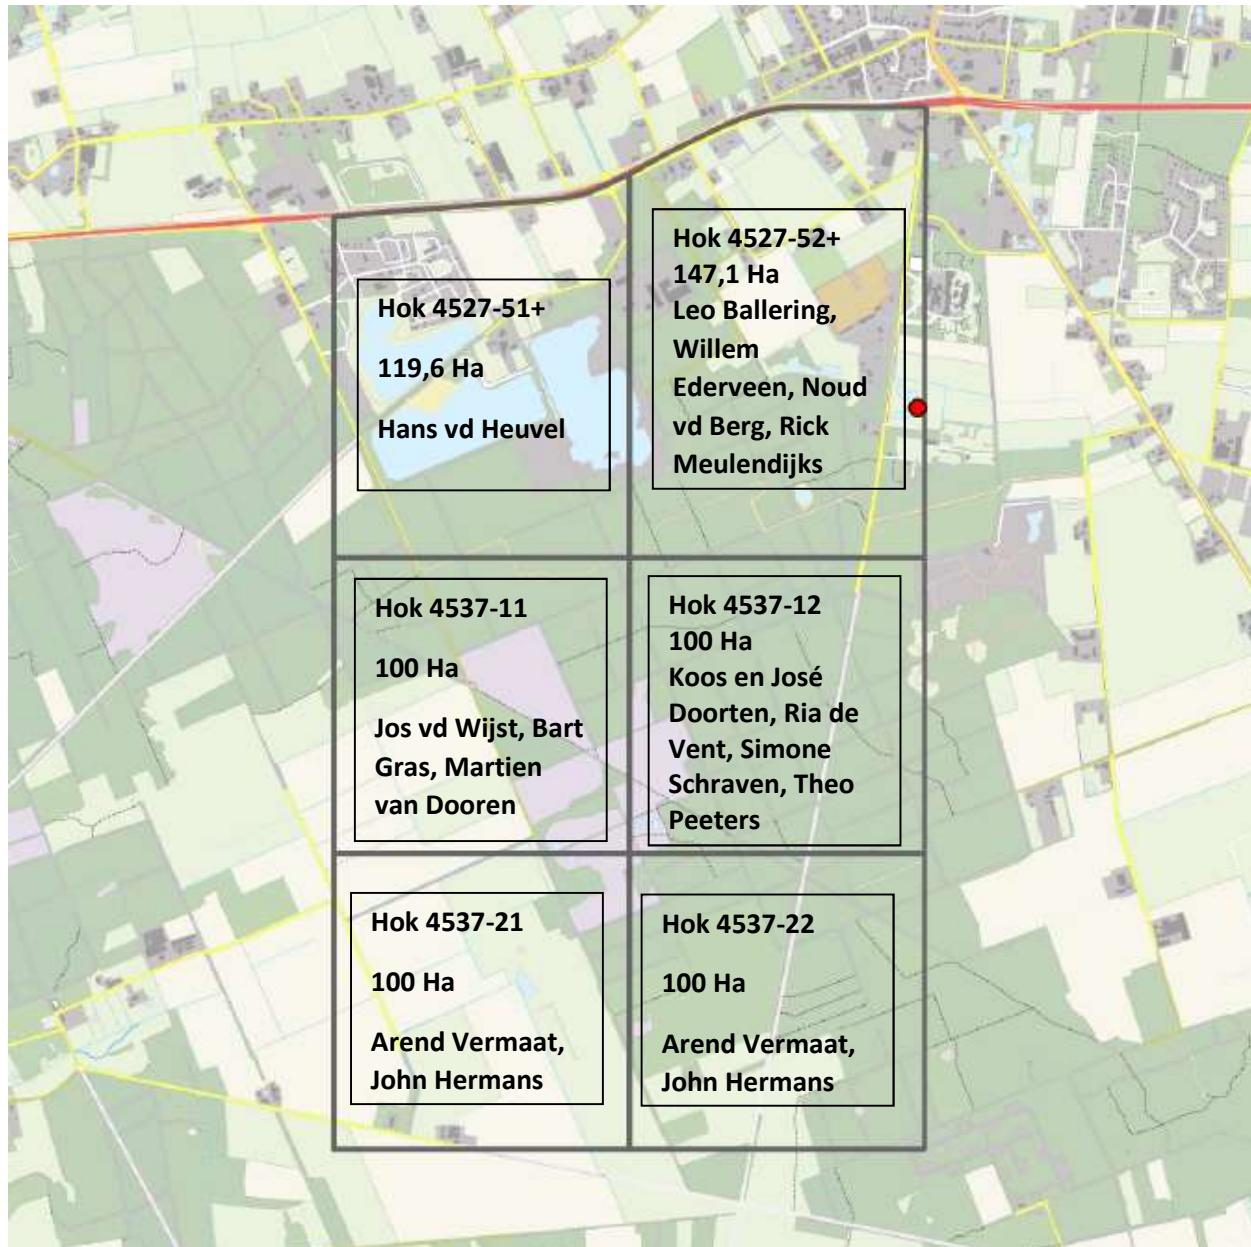 Hok 4527-51+
119,6 Ha
Hans vd Heuvel
Hok 4527-52+
147,1 Ha
Leo Ballering,
Willem
Ederveen, Noud
vd Berg, Rick
Meulendijks
Hok 4537-11
100 Ha
Jos vd Wijst, Bart
Gras, Martien
van Dooren
Hok 4537-12
100 Ha
Koos en José
Doorten, Ria de
Vent, Simone
Schraven, Theo
Peeters
Hok 4537-21
100 Ha
Arend Vermaat,
John Hermans
Hok 4537-22
100 Ha
Arend Vermaat,
John Hermans